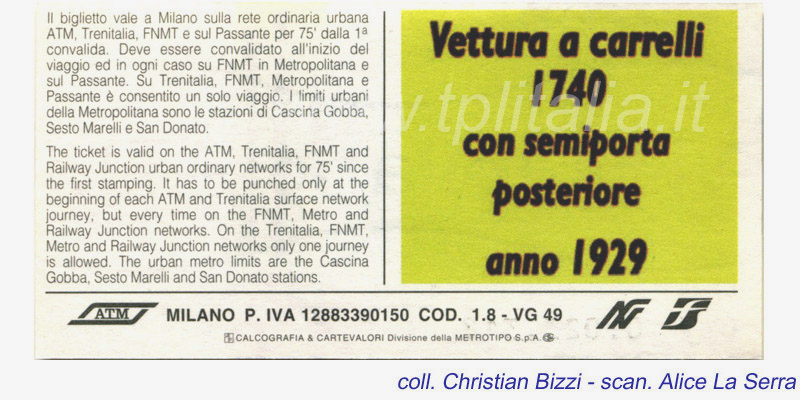 Il biglietto vale a Milano sulla rete ordinaria urbana
ATM, Trenitalia, FNMT e sul Passante per 75' dalla 1ª
convalida. Deve essere convalidato all'inizio del
viaggio ed in ogni caso su FNMT in Metropolitana e
sul Passante. Su Trenitalia, FNMT, Metropolitana e
Passante è consentito un solo viaggio. I limiti urbani
della Metropolitana sono le stazioni di Cascina Gobba,
Sesto Marelli e San Donato.
The ticket is valid on the ATM, Trenitalia, FNMT and
Railway Junction urban ordinary networks for 75' since
the first stamping. It has to be punched only at the
beginning of each ATM and Trenitalia surface network
journey, but every time on the FNMT, Metro and
Railway Junction networks. On the Trenitalia, FNMT,
Metro and Railway Junction networks only one journey
is allowed. The urban metro limits are the Cascina
Gobba, Sesto Marelli and San Donato stations.
Vettura a carrelli
1740
con semiporta
posteriore
anno 1929
www.tplitalia.it
ATM MILANO P. IVA 12883390150 COD. 1.8 - VG 49
CALCOGRAFIA & CARTEVALORI Divisione della METROTIPO S.p.A.
coll. Christian Bizzi - scan. Alice La Serra